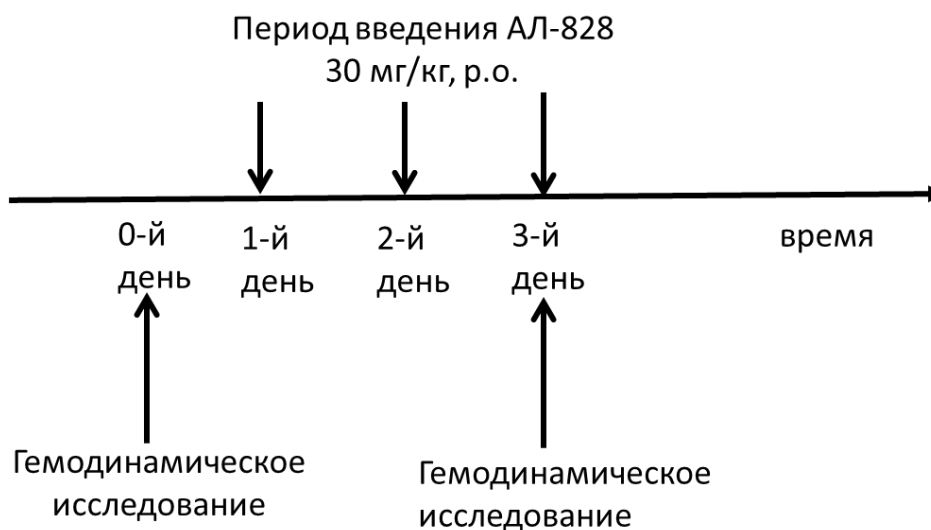 Период введения АЛ-828
30 мг/кг, р.о.
0-й
день
1-й
день
2-й
день
3-й
день
время
Гемодинамическое
исследование
Гемодинамическое
исследование